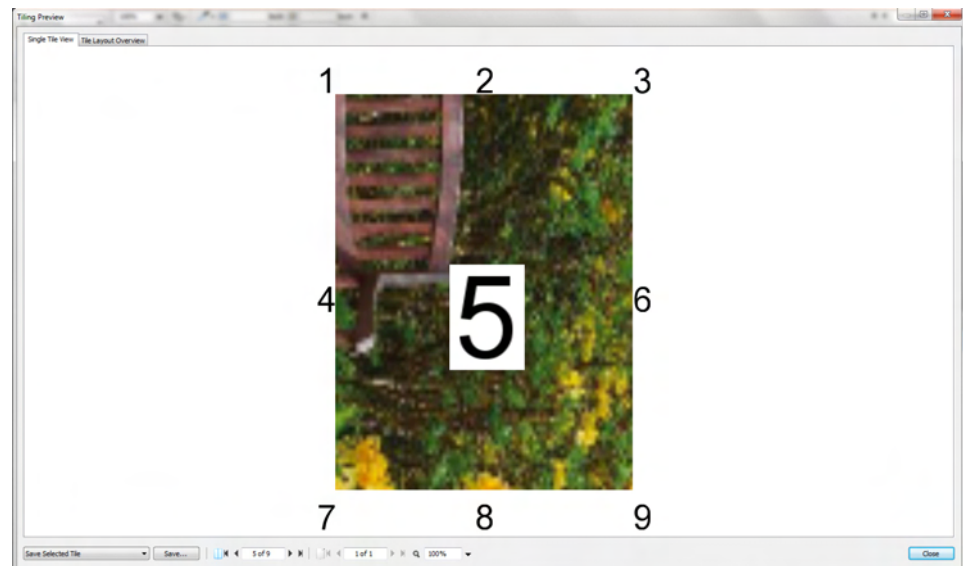 Tiling Preview
Single Tile View Tile Layout Overview
1 2 3
4 5 6
7 8 9
Save Selected Tile Save... 5 of 9 1 of 1 100% Close